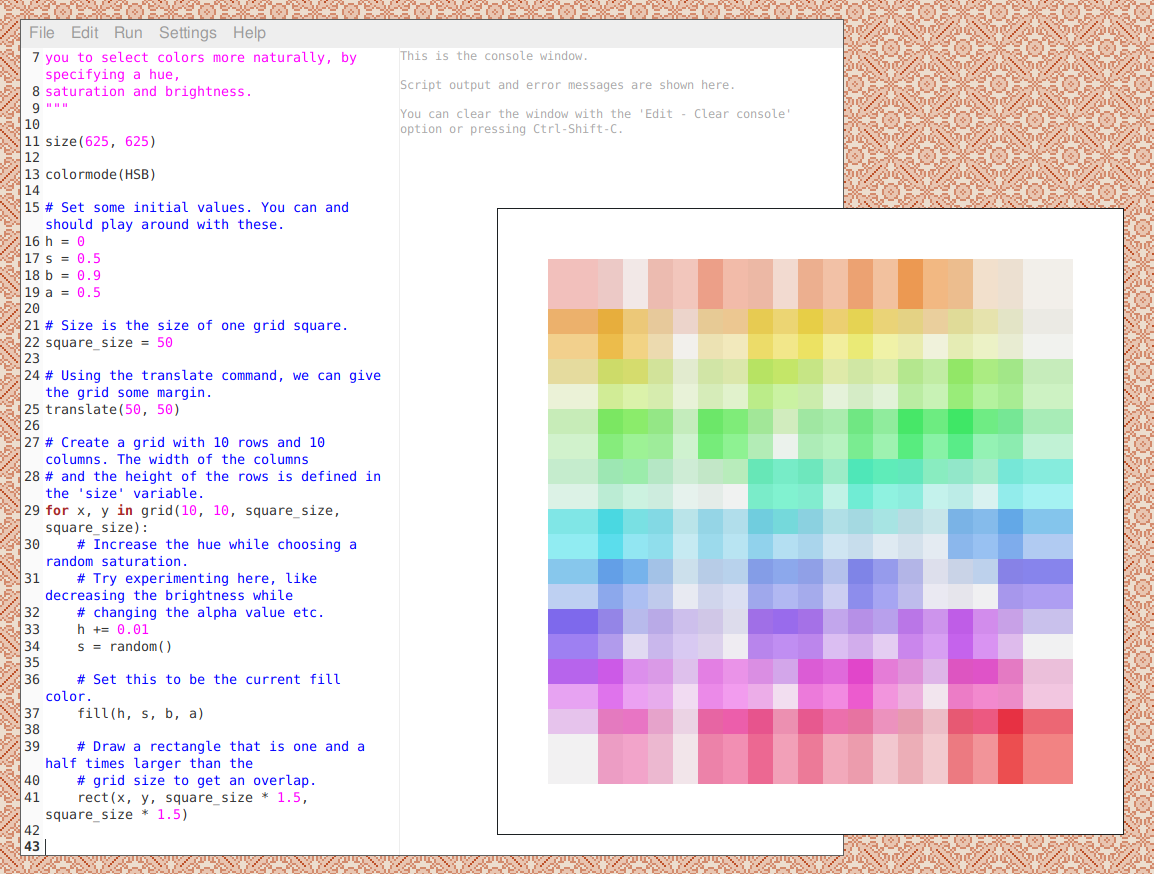 File Edit Run Settings Help
7 you to select colors more naturally, by
specifying a hue,
8 saturation and brightness.
9 """
10
11 size(625, 625)
12
13 colormode(HSB)
14
15 # Set some initial values. You can and
should play around with these.
16 h = 0
17 s = 0.5
18 b = 0.9
19 a = 0.5
20
21 # Size is the size of one grid square.
22 square_size = 50
23
24 # Using the translate command, we can give
the grid some margin.
25 translate(50, 50)
26
27 # Create a grid with 10 rows and 10
columns. The width of the columns
28 # and the height of the rows is defined in
the 'size' variable.
29 for x, y in grid(10, 10, square_size,
square_size):
30     # Increase the hue while choosing a
random saturation.
31     # Try experimenting here, like
decreasing the brightness while
32     # changing the alpha value etc.
33     h += 0.01
34     s = random()
35
36     # Set this to be the current fill
color.
37     fill(h, s, b, a)
38
39     # Draw a rectangle that is one and a
half times larger than the
40     # grid size to get an overlap.
41     rect(x, y, square_size * 1.5,
square_size * 1.5)
42
43
This is the console window.
Script output and error messages are shown here.
You can clear the window with the 'Edit - Clear console'
option or pressing Ctrl-Shift-C.